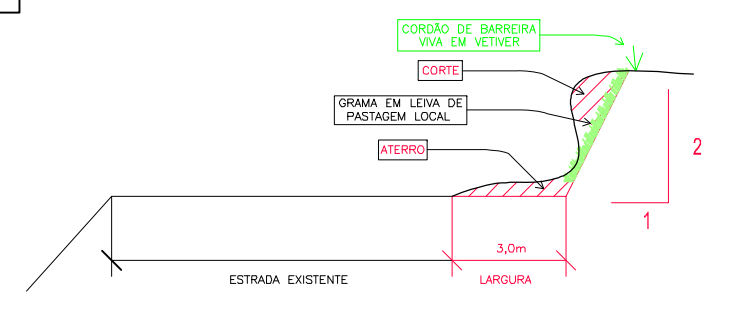 CORDÃO DE BARREIRA
VIVA EM VETIVER
CORTE
GRAMA EM LEIVA DE
PASTAGEM LOCAL
ATERRO
2
1
3,0m
ESTRADA EXISTENTE
LARGURA